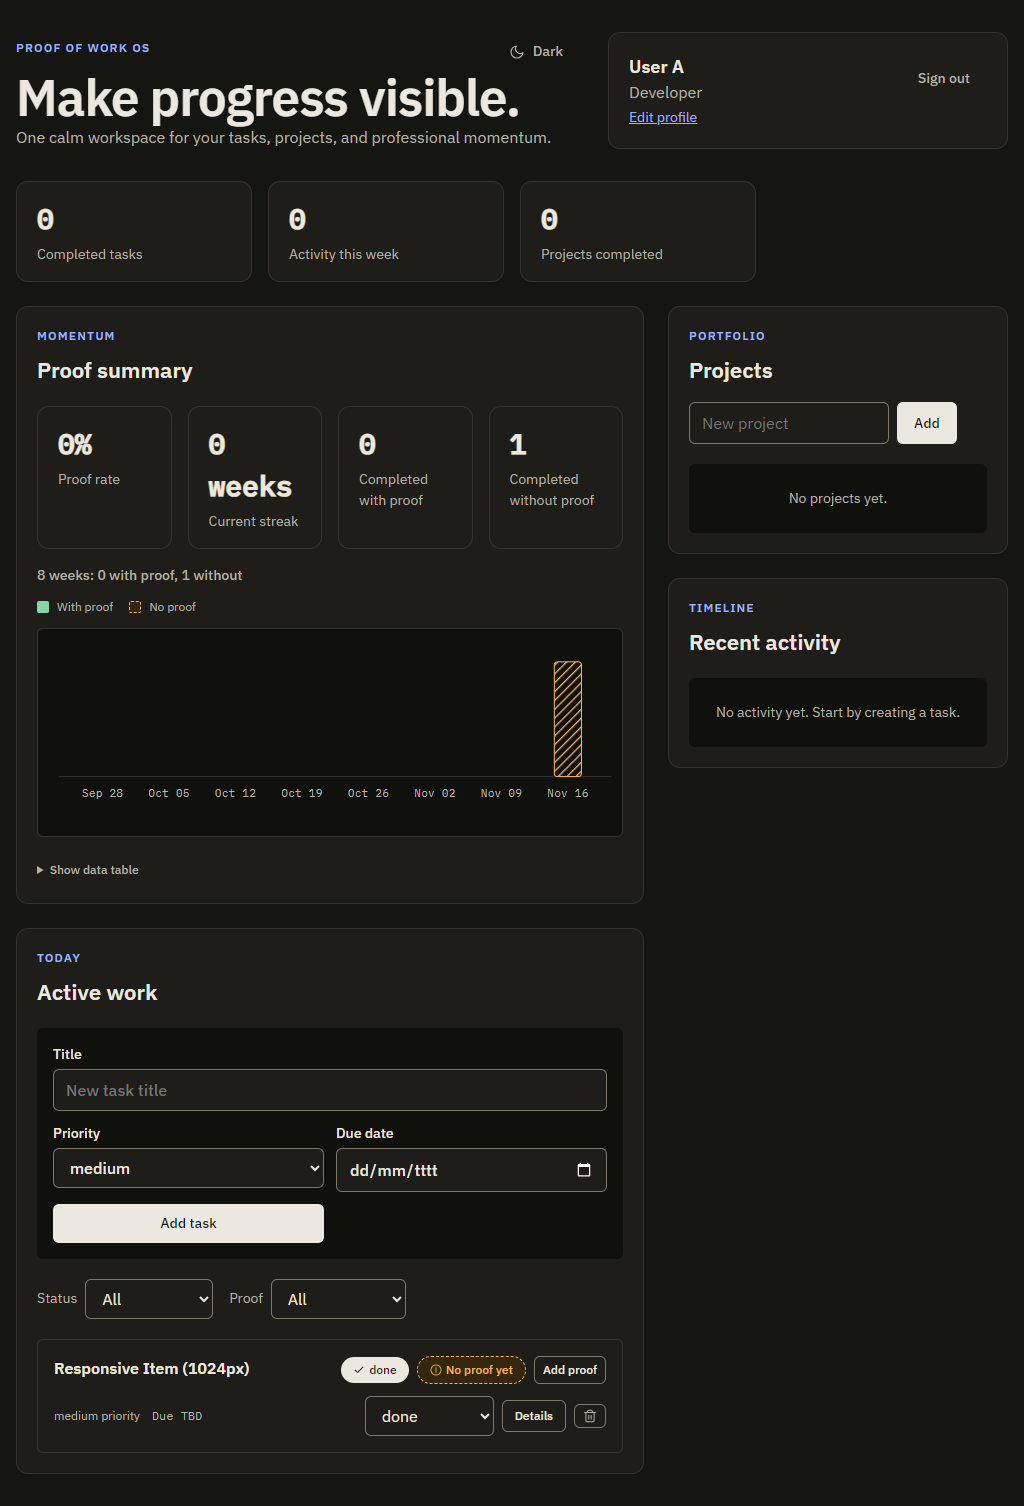 PROOF OF WORK OS
Dark
Make progress visible.
One calm workspace for your tasks, projects, and professional momentum.
User A
Developer
Edit profile
Sign out
0
Completed tasks
0
Activity this week
0
Projects completed
MOMENTUM
Proof summary
0%
Proof rate
0
weeks
Current streak
0
Completed
with proof
1
Completed
without proof
8 weeks: 0 with proof, 1 without
With proof
No proof
Sep 28
Oct 05
Oct 12
Oct 19
Oct 26
Nov 02
Nov 09
Nov 16
Show data table
PORTFOLIO
Projects
New project
Add
No projects yet.
TIMELINE
Recent activity
No activity yet. Start by creating a task.
TODAY
Active work
Title
New task title
Priority
Due date
medium
dd/mm/tttt
Add task
Status
All
Proof
All
Responsive Item (1024px)
done
No proof yet
Add proof
medium priority
Due TBD
done
Details